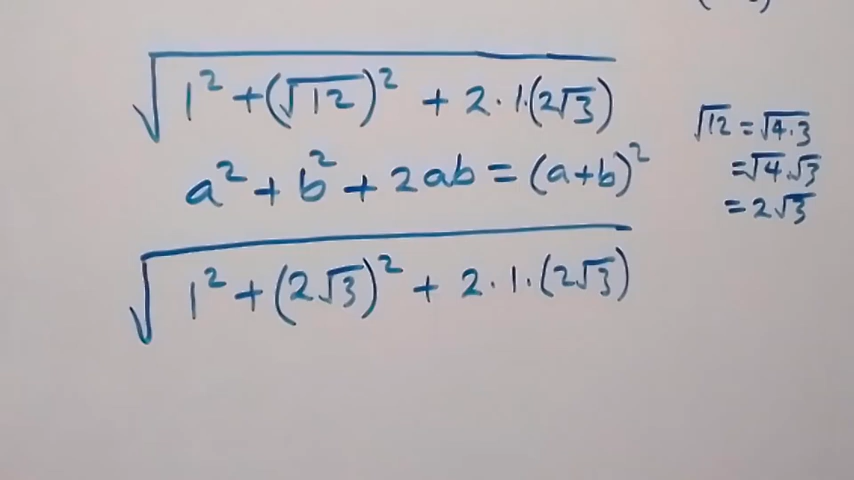 √(1² + (√12)² + 2 · 1 · (2√3))
a² + b² + 2ab = (a+b)²
√(1² + (2√3)² + 2 · 1 · (2√3))
√12 = √4·3
= √4 · √3
= 2√3